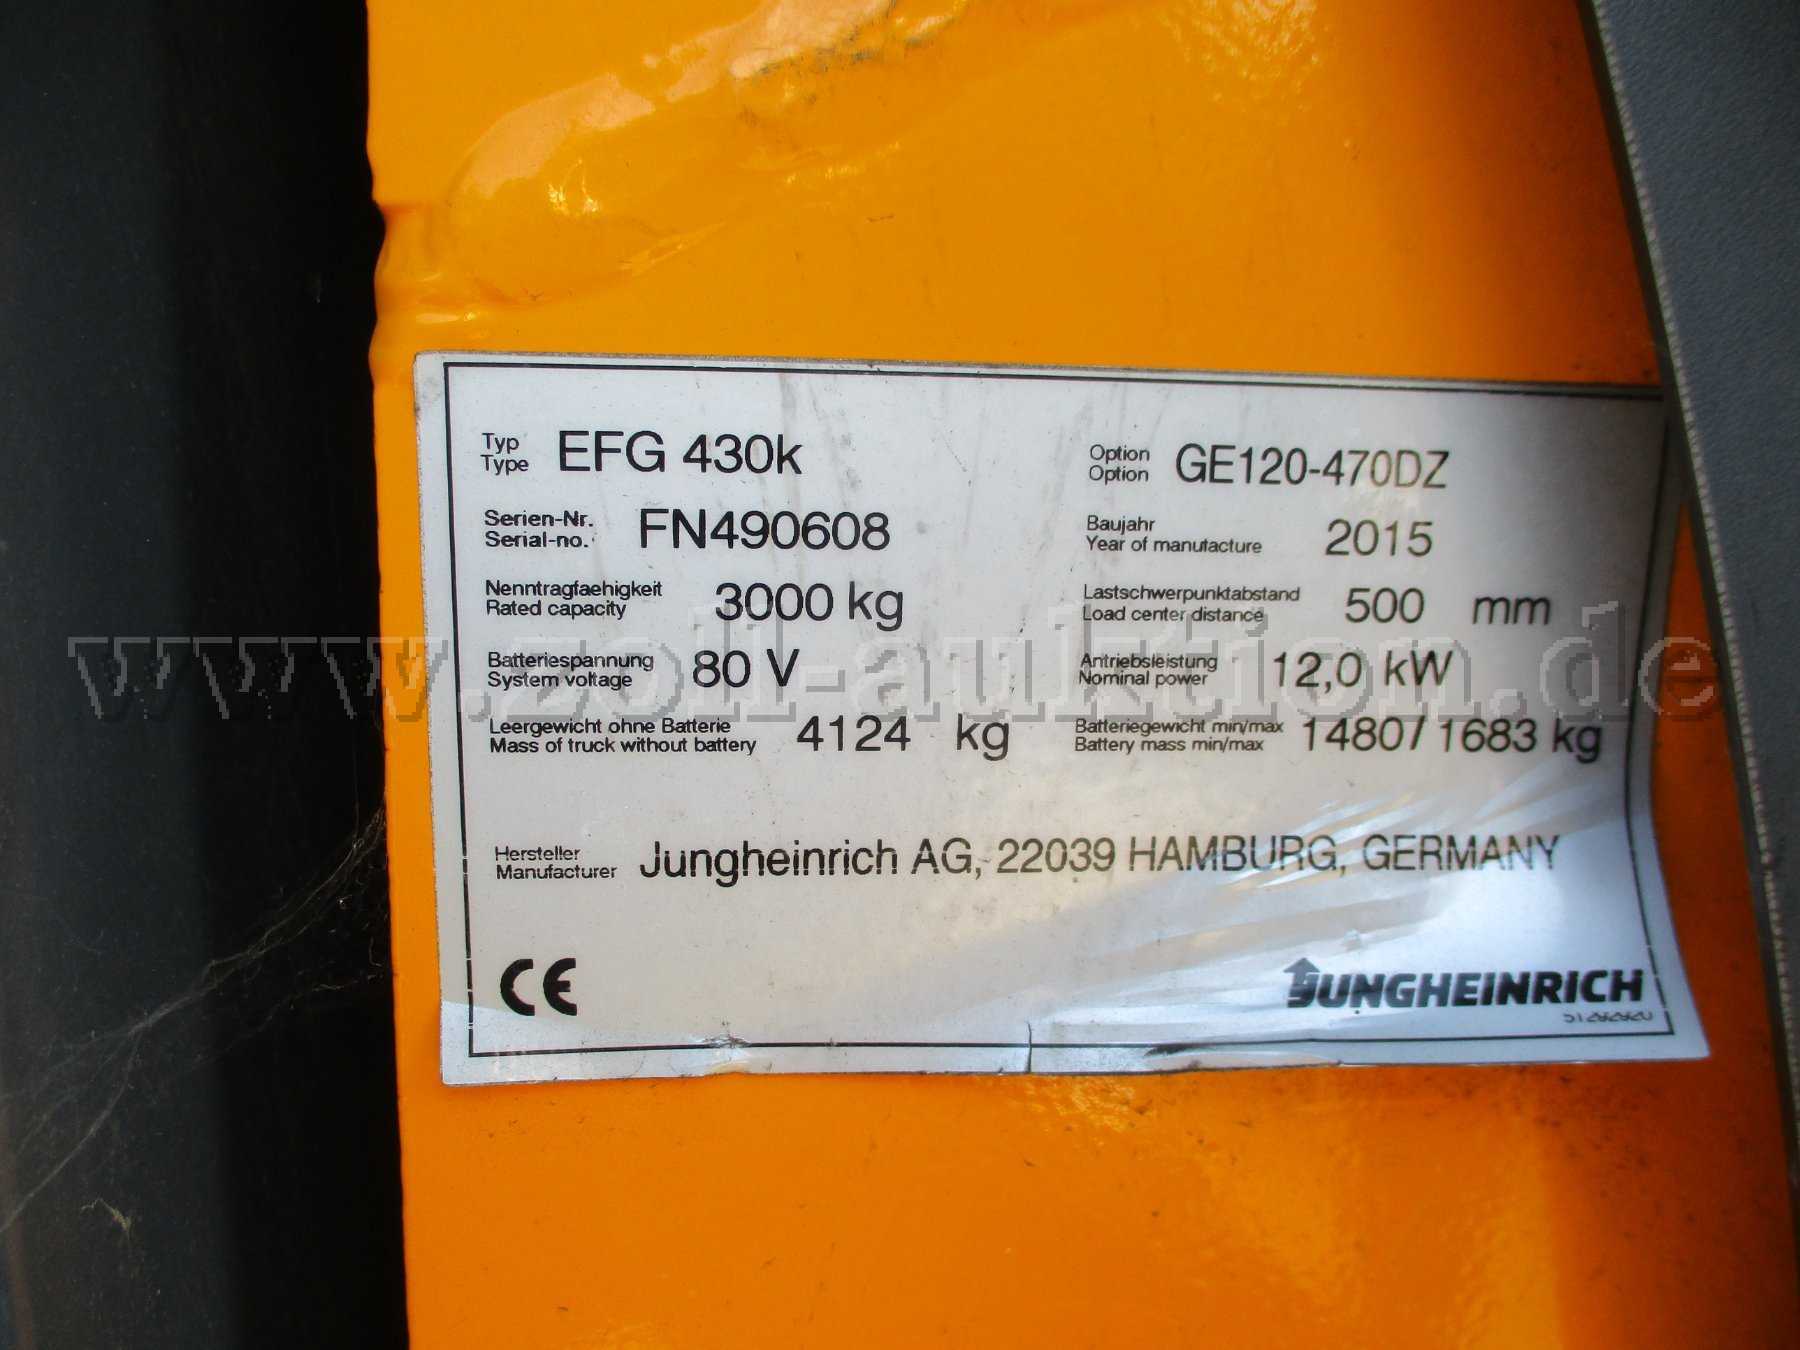 Typ
Type
EFG 430k
Option
Option
GE120-470DZ
Serien-Nr.
Serial-no.
FN490608
Baujahr
Year of manufacture
2015
Nenntragfaehigkeit
Rated capacity
3000 kg
Lastschwerpunktabstand
Load center distance
500 mm
www.zoll-auktion.de
Batteriespannung
System voltage
80 V
Antriebsleistung
Nominal power
12,0 kW
Leergewicht ohne Batterie
Mass of truck without battery
4124 kg
Batteriegewicht min/max
Battery mass min/max
1480/1683 kg
Hersteller
Manufacturer
Jungheinrich AG, 22039 HAMBURG, GERMANY
CE
JUNGHEINRICH